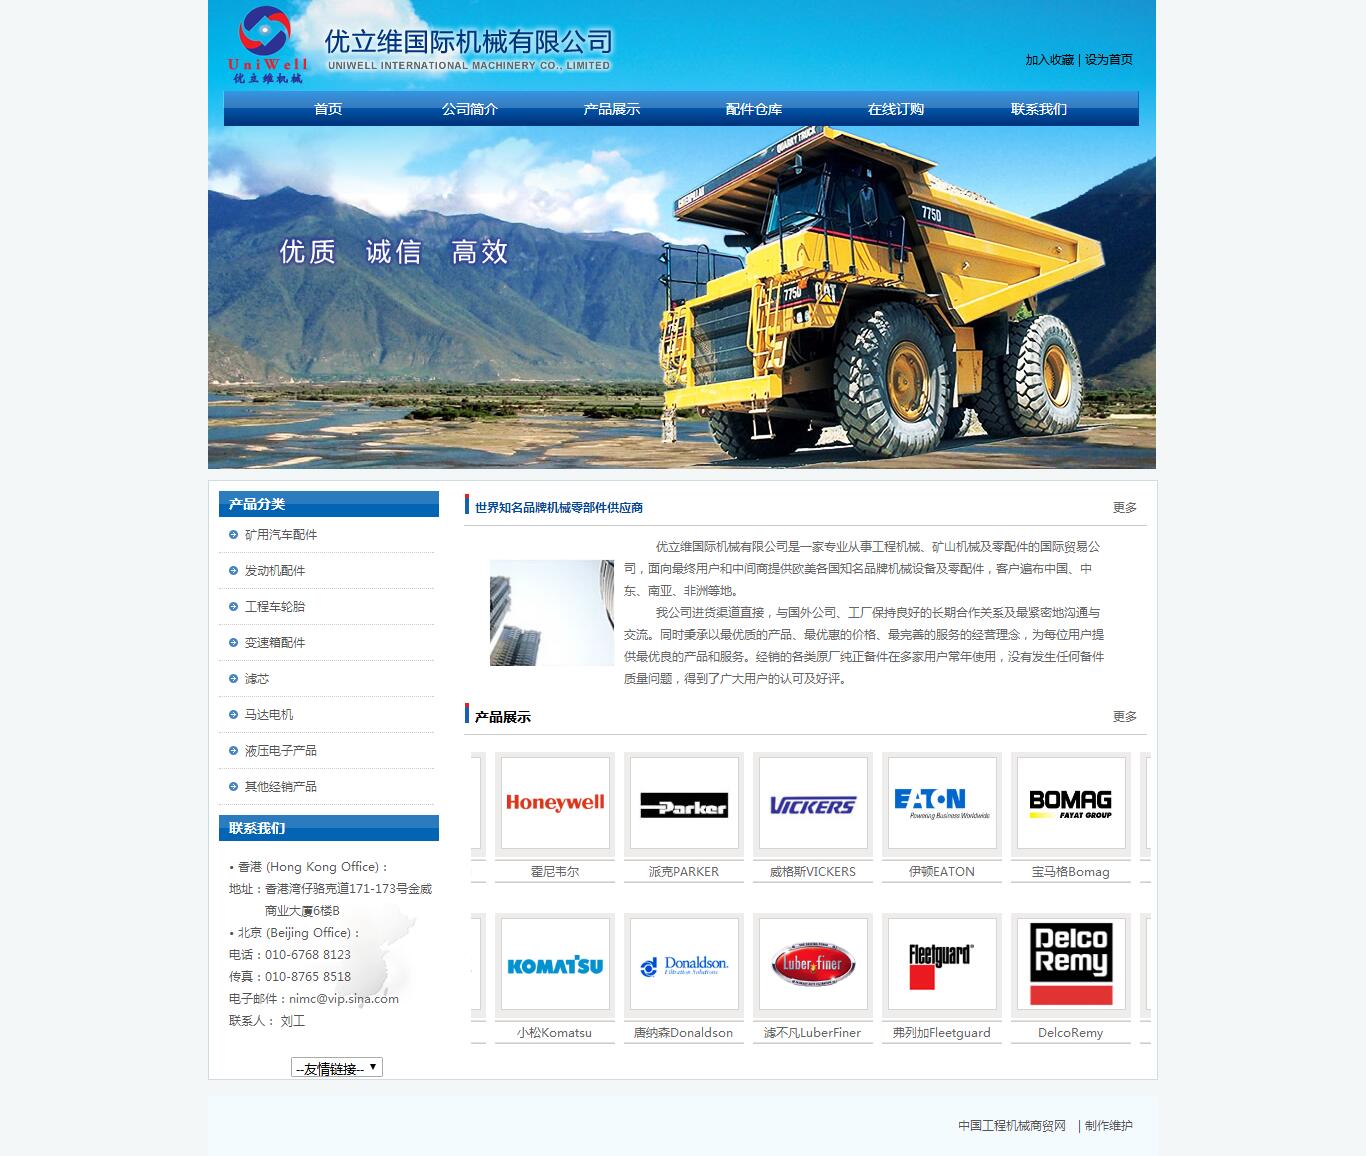 UniWell
优立维机械
优立维国际机械有限公司
UNIWELL INTERNATIONAL MACHINERY CO., LIMITED
加入收藏 | 设为首页
首页 公司简介 产品展示 配件仓库 在线订购 联系我们
QUARRY TRUCK
CATERPILLAR
775D
775D CAT
优质 诚信 高效
产品分类
矿用汽车配件
发动机配件
工程车轮胎
变速箱配件
滤芯
马达电机
液压电子产品
其他经销产品
联系我们
• 香港 (Hong Kong Office)：
地址：香港湾仔骆克道171-173号金威
商业大廈6楼B
• 北京 (Beijing Office)：
电话：010-6768 8123
传真：010-8765 8518
电子邮件：nimc@vip.sina.com
联系人： 刘工
--友情链接--
世界知名品牌机械零部件供应商 更多
优立维国际机械有限公司是一家专业从事工程机械、矿山机械及零配件的国际贸易公
司，面向最终用户和中间商提供欧美各国知名品牌机械设备及零配件，客户遍布中国、中
东、南亚、非洲等地。
我公司进货渠道直接，与国外公司、工厂保持良好的长期合作关系及最紧密地沟通与
交流。同时秉承以最优质的产品、最优惠的价格、最完善的服务的经营理念，为每位用户提
供最优良的产品和服务。经销的各类原厂纯正备件在多家用户常年使用，没有发生任何备件
质量问题，得到了广大用户的认可及好评。
产品展示 更多
Honeywell
Parker
VICKERS
EATON
Powering Business Worldwide
BOMAG
FAYAT GROUP
霍尼韦尔 派克PARKER 威格斯VICKERS 伊顿EATON 宝马格Bomag
KOMATSU
Donaldson.
Filtration Solutions
Luber-finer
Fleetguard
Delco
Remy
小松Komatsu 唐纳森Donaldson 滤不凡LuberFiner 弗列加Fleetguard DelcoRemy
中国工程机械商贸网 | 制作维护